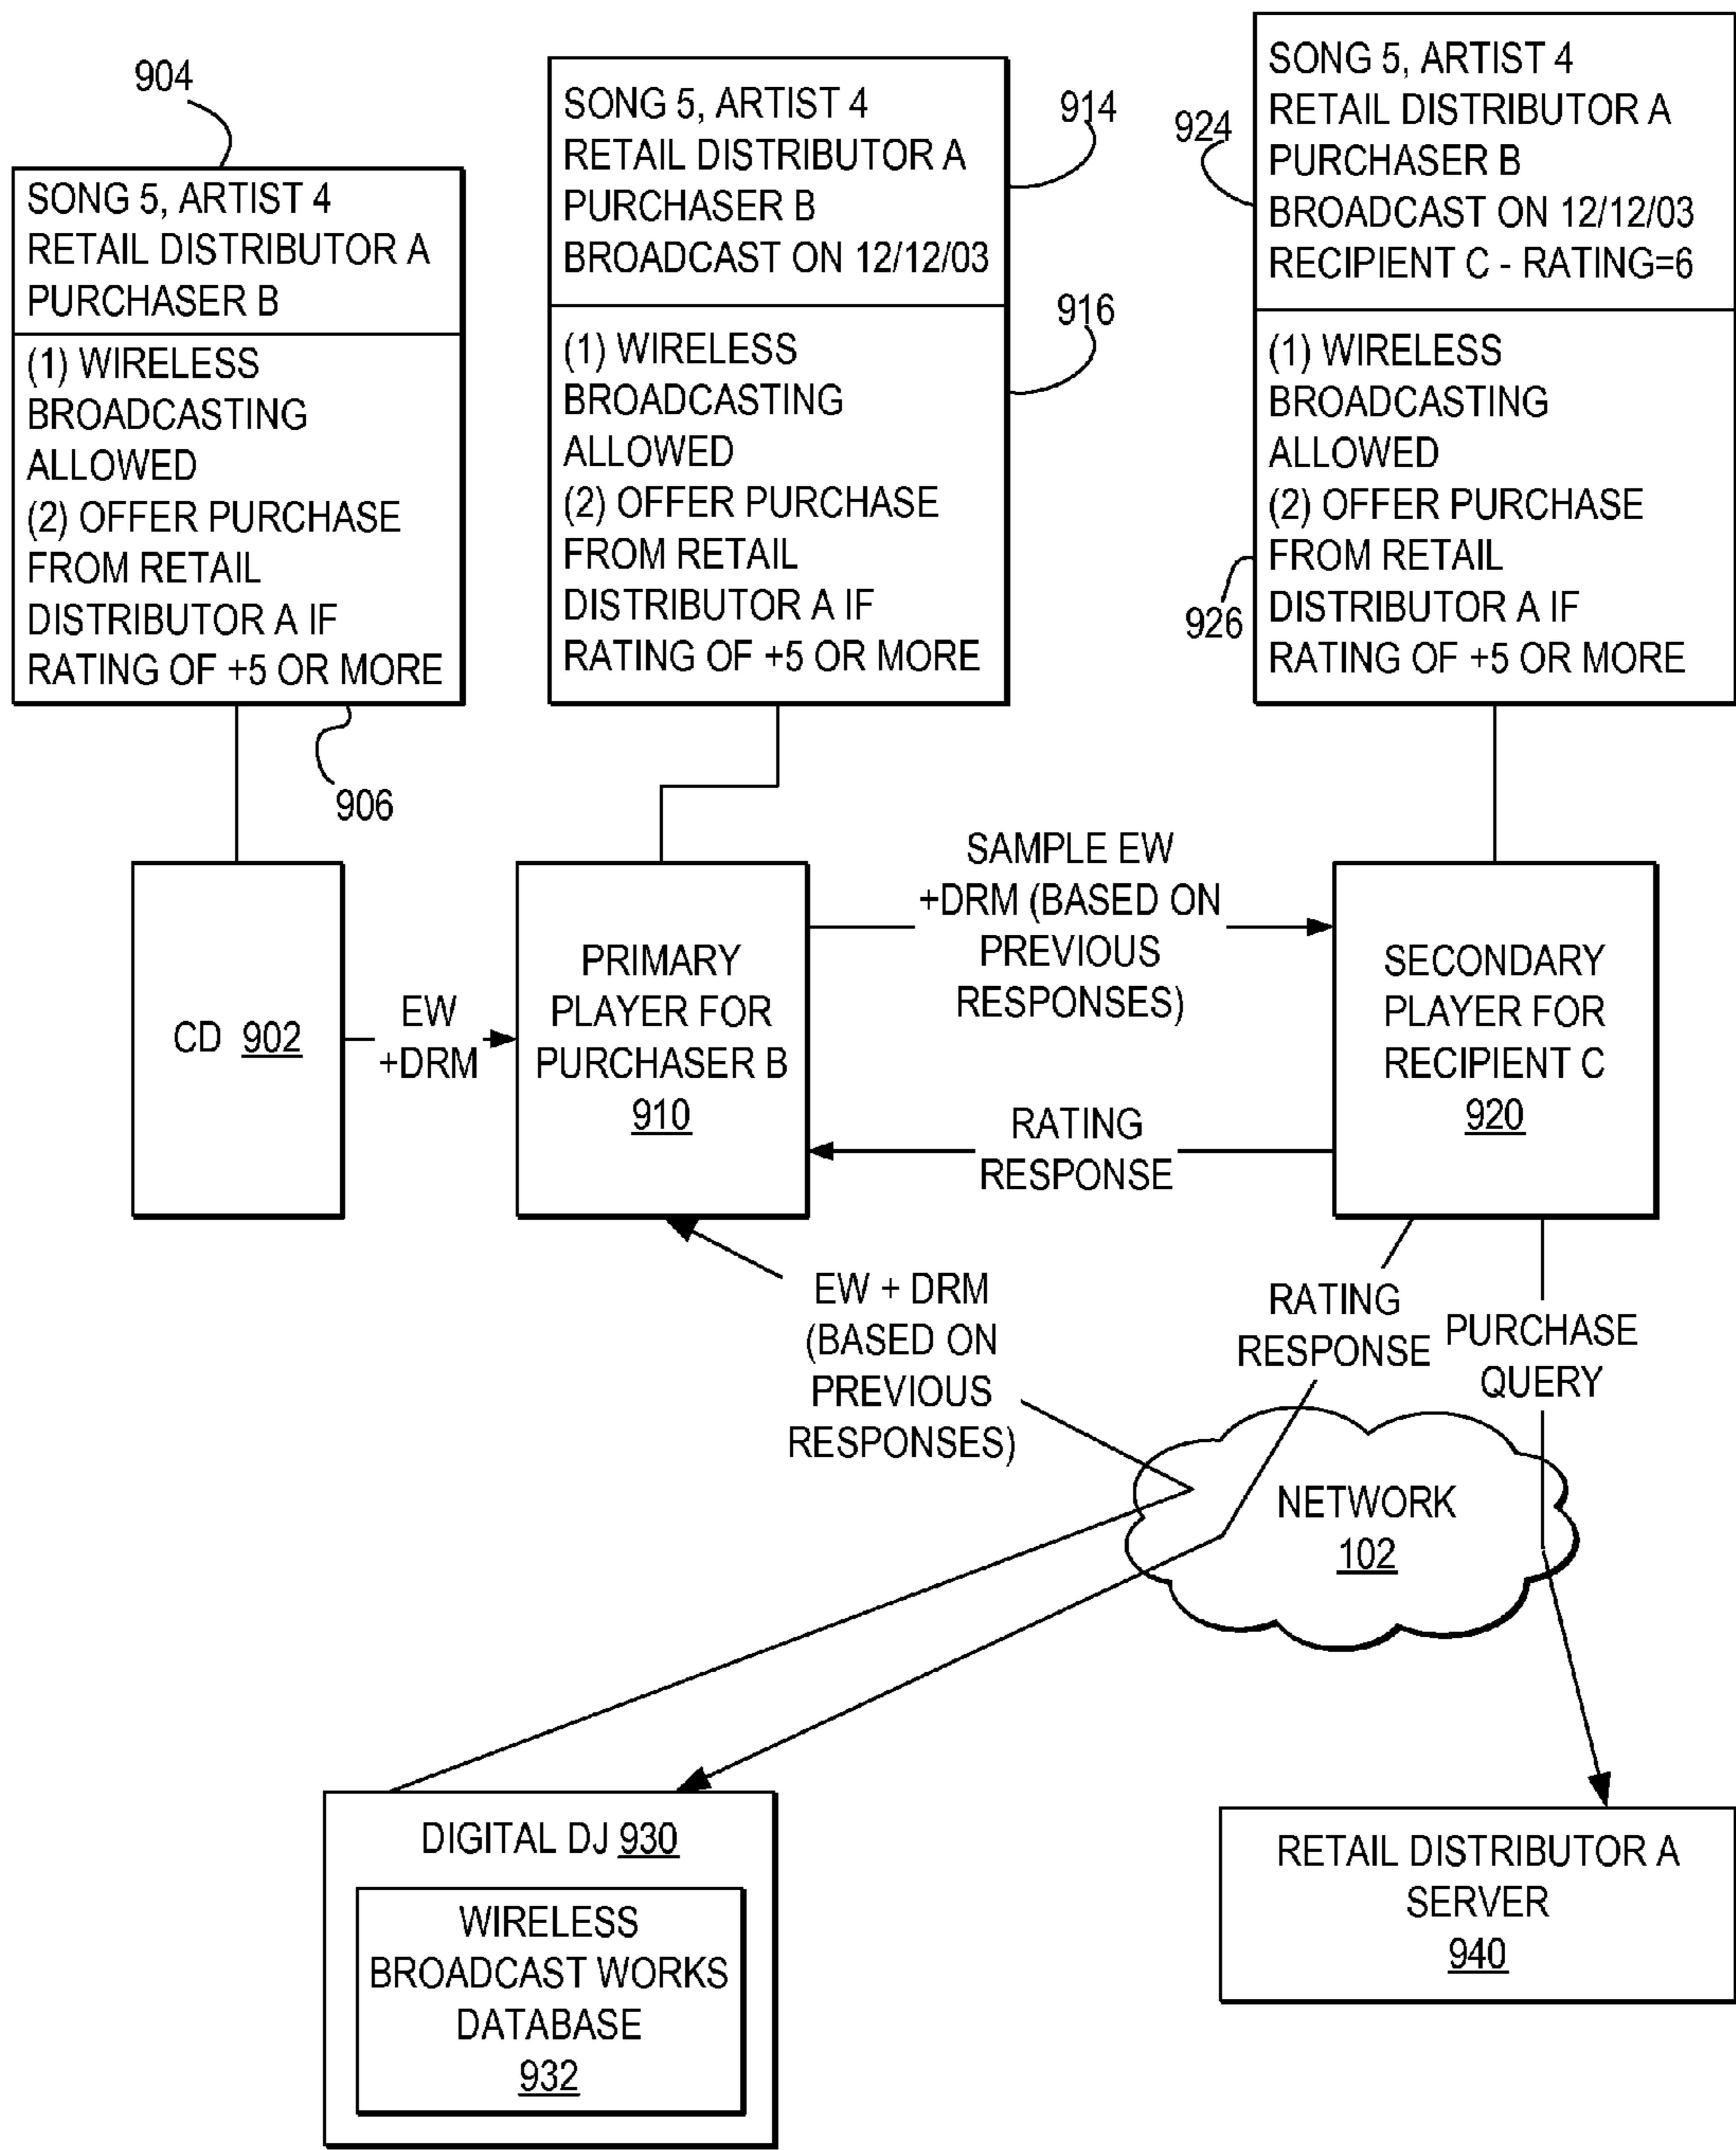 904
SONG 5, ARTIST 4
RETAIL DISTRIBUTOR A
PURCHASER B
(1) WIRELESS
BROADCASTING
ALLOWED
(2) OFFER PURCHASE
FROM RETAIL
DISTRIBUTOR A IF
RATING OF +5 OR MORE
906
SONG 5, ARTIST 4
RETAIL DISTRIBUTOR A
PURCHASER B
BROADCAST ON 12/12/03
914
(1) WIRELESS
BROADCASTING
ALLOWED
(2) OFFER PURCHASE
FROM RETAIL
DISTRIBUTOR A IF
RATING OF +5 OR MORE
916
924
SONG 5, ARTIST 4
RETAIL DISTRIBUTOR A
PURCHASER B
BROADCAST ON 12/12/03
RECIPIENT C - RATING=6
(1) WIRELESS
BROADCASTING
ALLOWED
(2) OFFER PURCHASE
FROM RETAIL
DISTRIBUTOR A IF
RATING OF +5 OR MORE
926
CD 902
EW
+DRM
PRIMARY
PLAYER FOR
PURCHASER B
910
SAMPLE EW
+DRM (BASED ON
PREVIOUS
RESPONSES)
RATING
RESPONSE
SECONDARY
PLAYER FOR
RECIPIENT C
920
EW + DRM
(BASED ON
PREVIOUS
RESPONSES)
RATING
RESPONSE
PURCHASE
QUERY
NETWORK
102
DIGITAL DJ 930
WIRELESS
BROADCAST WORKS
DATABASE
932
RETAIL DISTRIBUTOR A
SERVER
940